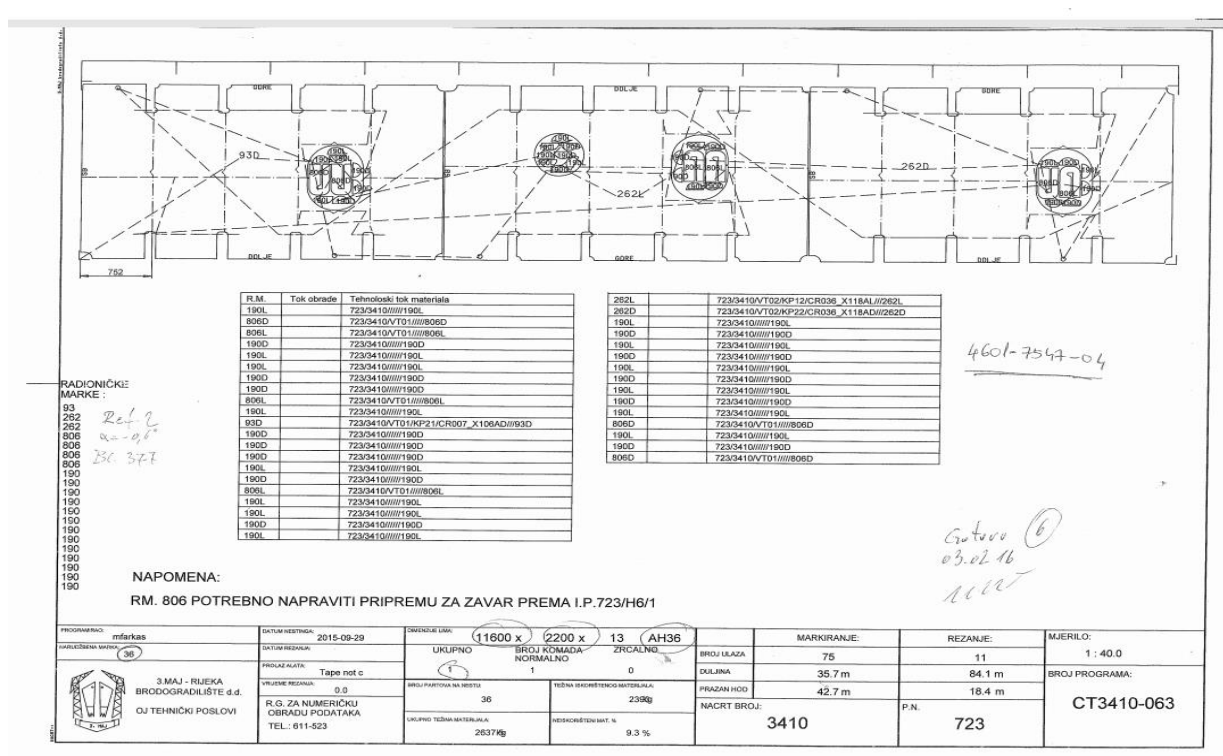 GORE
DOLJE
GORE
93D
262L
262D
88
88
85
DOLJE
GORE
DOLJE
752
R.M. Tok obrade Tehnoloski tok materiala
190L 723/3410//////190L
806D 723/3410/VT01/////806D
806L 723/3410/VT01/////806L
190D 723/3410//////190D
190L 723/3410//////190L
190L 723/3410//////190L
190D 723/3410//////190D
190D 723/3410//////190D
806L 723/3410/VT01/////806L
190L 723/3410//////190L
93D 723/3410/VT01/KP21/CR007_X106AD///93D
190D 723/3410//////190D
190D 723/3410//////190D
190D 723/3410//////190D
190L 723/3410//////190L
190D 723/3410//////190D
806L 723/3410/VT01/////806L
190L 723/3410//////190L
190L 723/3410//////190L
190D 723/3410//////190D
190L 723/3410//////190L
262L 723/3410/VT02/KP12/CR036_X118AL///262L
262D 723/3410/VT02/KP22/CR036_X118AD///262D
190L 723/3410//////190L
190D 723/3410//////190D
190L 723/3410//////190L
190D 723/3410//////190D
190L 723/3410//////190L
190D 723/3410//////190D
190L 723/3410//////190L
190D 723/3410//////190D
190L 723/3410//////190L
806D 723/3410/VT01/////806D
190L 723/3410//////190L
190D 723/3410//////190D
806D 723/3410/VT01/////806D
4601-7547-04
RADIONIČKE
MARKE :
93
262
262
806
806
806
806
190
190
190
190
190
190
190
190
190
190
190
190
190
Ref. 2
BC. 377
Gotovo 6
03.02 16
NAPOMENA:
RM. 806 POTREBNO NAPRAVITI PRIPREMU ZA ZAVAR PREMA I.P.723/H6/1
PROGRAMIRAO: mfarkas
NARUDŽBENA MARKA: 36
3.MAJ - RIJEKA
BRODOGRADILIŠTE d.d.
OJ TEHNIČKI POSLOVI
3. MAJ
DATUM NESTINGA: 2015-09-29
DATUM REZANJA:
PROLAZ ALATA: Tape not c
VRIJEME REZANJA: 0.0
R.G. ZA NUMERIČKU
OBRADU PODATAKA
TEL.: 611-523
DIMENZIJE LIMA: 11600 x 2200 x 13 AH36
UKUPNO BROJ KOMADA NORMALNO ZRCALNO
1 1 0
BROJ PARTOVA NA NESTU: 36
TEŽINA ISKORIŠTENOG MATERIJALA:
UKUPNO TEŽINA MATERIJALA: 2637Kg
NEISKORIŠTENI MAT. % 9.3 %
MARKIRANJE: REZANJE:
BROJ ULAZA 75 11
DULJINA 35.7 m 84.1 m
PRAZAN HOD 42.7 m 18.4 m
NACRT BROJ: 3410
P.N. 723
MJERILO: 1 : 40.0
BROJ PROGRAMA: CT3410-063